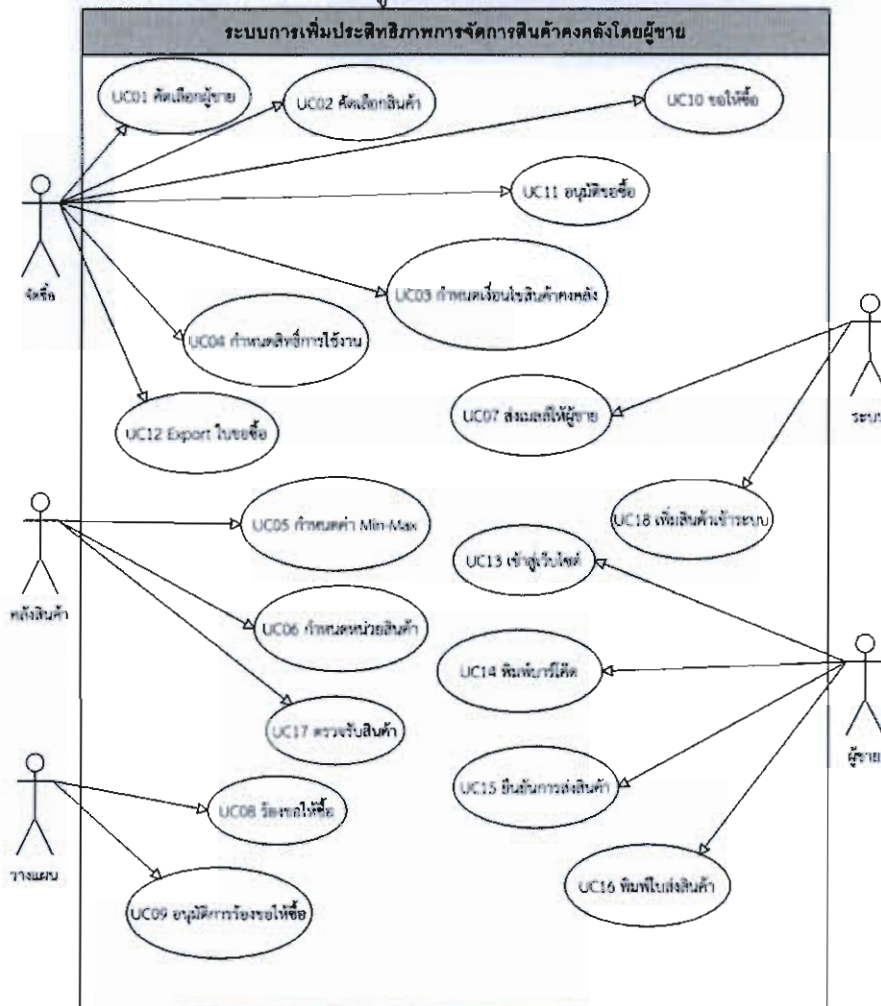 ระบบการเพิ่มประสิทธิภาพการจัดการสินค้าคงคลังโดยผู้ขาย
UC01 คัดเลือกผู้ขาย
UC02 คัดเลือกสินค้า
UC10 ขอให้ซื้อ
UC11 อนุมัติขอซื้อ
จัดซื้อ
UC03 กำหนดเงื่อนไขสินค้าคงคลัง
UC04 กำหนดสิทธิ์การใช้งาน
UC07 ส่งเมลล์ให้ผู้ขาย
ระบบ
UC12 Export ใบขอซื้อ
UC05 กำหนดค่า Min-Max
UC18 เพิ่มสินค้าเข้าระบบ
UC13 เข้าสู่เว็บไซต์
คลังสินค้า
UC06 กำหนดหน่วยสินค้า
UC14 พิมพ์บาร์โค๊ด
UC17 ตรวจรับสินค้า
ผู้ขาย
UC15 ยืนยันการส่งสินค้า
UC08 ร้องขอให้ซื้อ
วางแผน
UC16 พิมพ์ใบส่งสินค้า
UC09 อนุมัติการร้องขอให้ซื้อ